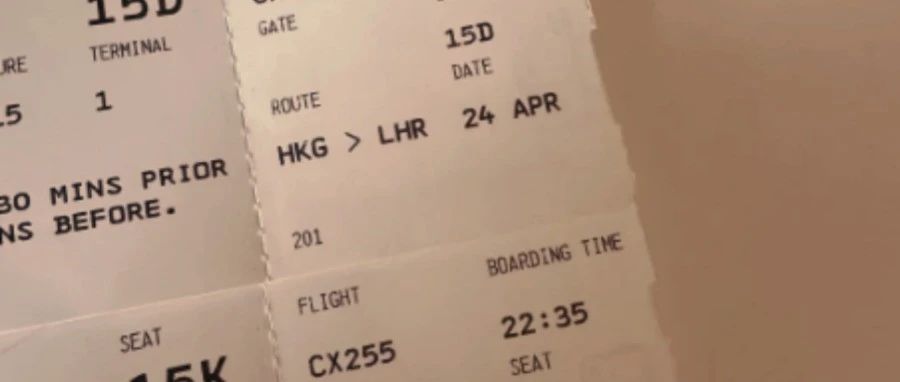 15D
GATE
URE
TERMINAL
15D
DATE
ROUTE
1
HKG > LHR
24 APR
30 MINS PRIOR
NS BEFORE.
201
BOARDING TIME
FLIGHT
22:35
SEAT
CX255
SEAT
15K